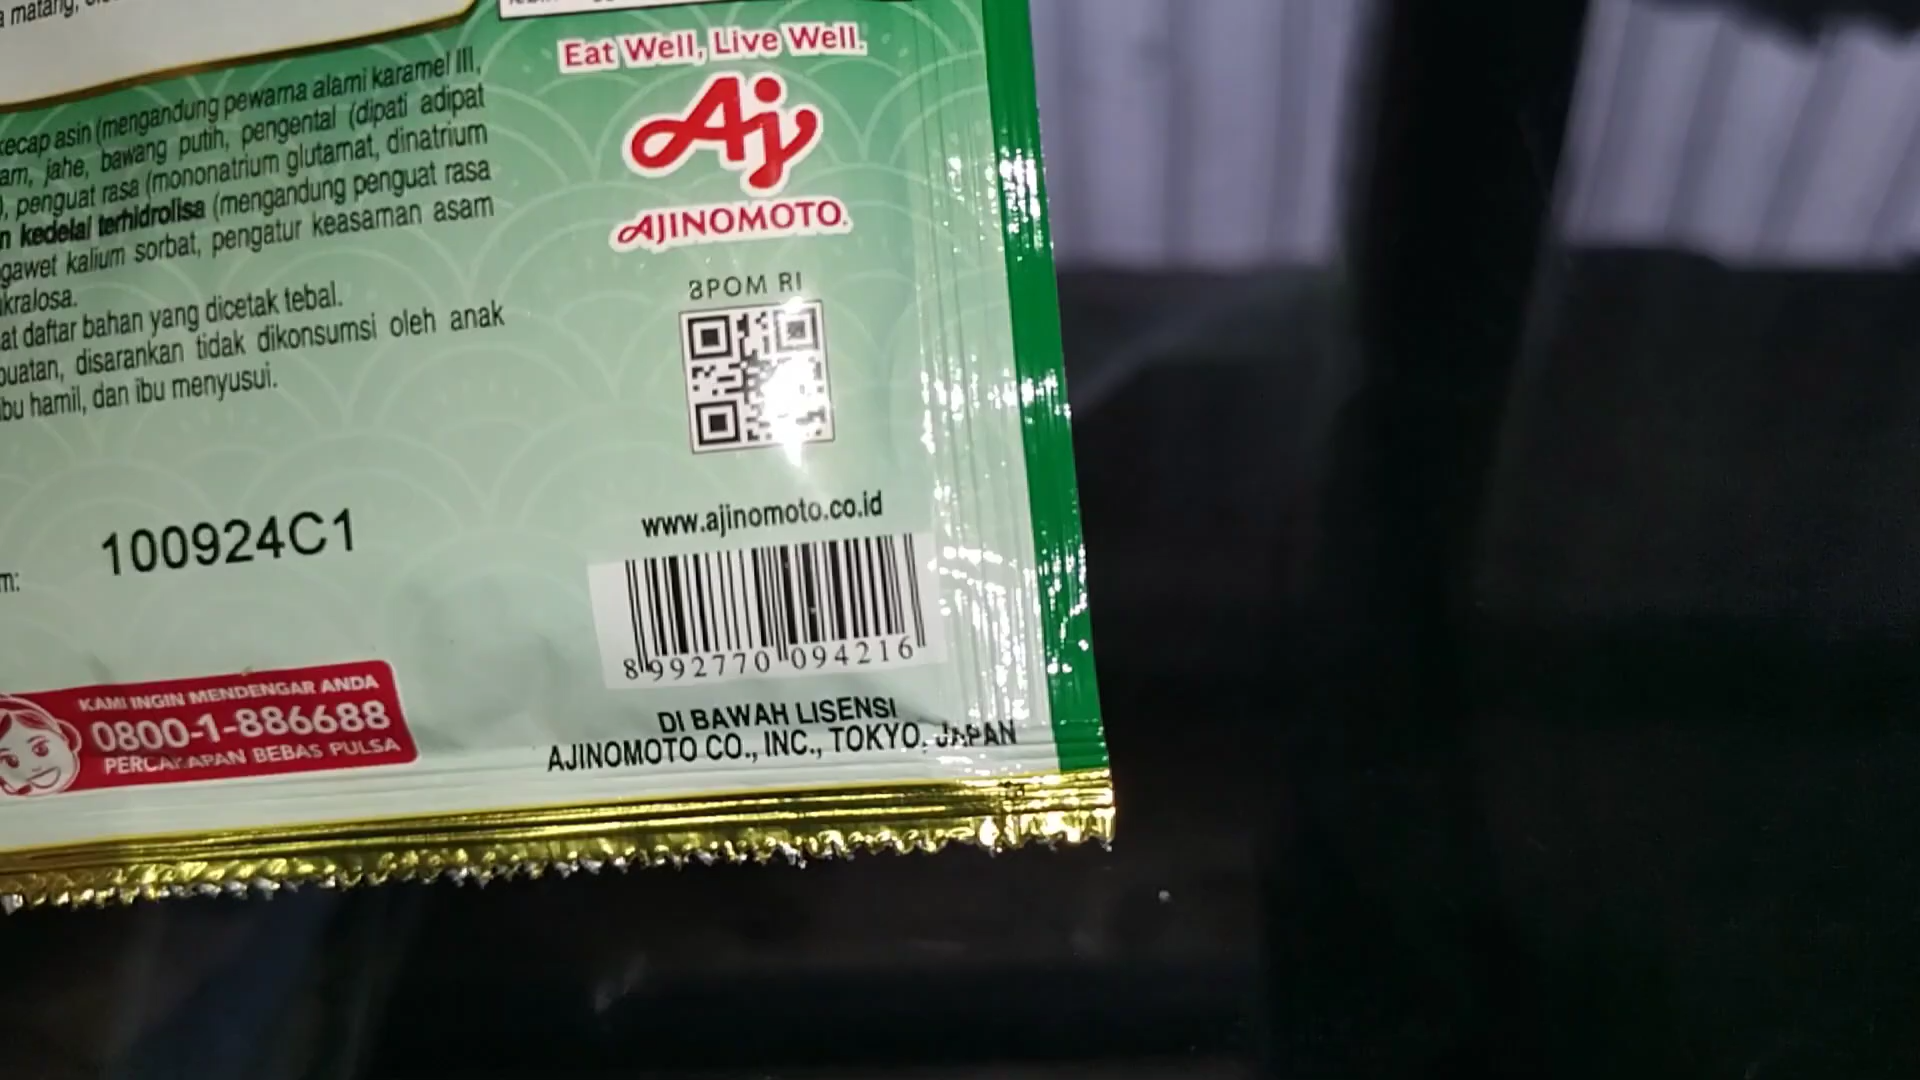 matang,
kecap asin (mengandung pewarna alami karamel III,
jahe, bawang putih, pengental (dipati adipat
), penguat rasa (mononatrium glutamat, dinatrium
kedelai terhidrolisa (mengandung penguat rasa
gawet kalium sorbat, pengatur keasaman asam
kralosa.
at daftar bahan yang dicetak tebal.
buatan, disarankan tidak dikonsumsi oleh anak
ibu hamil, dan ibu menyusui.
100924C1
m:
KAMI INGIN MENDENGAR ANDA
0800-1-886688
PERCAKAPAN BEBAS PULSA
Eat Well, Live Well.
Aj
AJINOMOTO.
BPOM RI
www.ajinomoto.co.id
8 992770 094216
DI BAWAH LISENSI
AJINOMOTO CO., INC., TOKYO, JAPAN